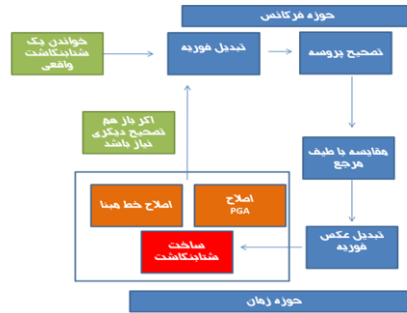 حوزه فرکانس
خواندن یک
شتابنگاشت
واقعی
تبدیل فوریه
تصحیح پروسه
اگر باز هم
تصحیح دیگری
نیاز باشد
مقایسه با طیف
مرجع
اصلاح خط مبنا
اصلاح
PGA
ساخت
شتابنگاشت
تبدیل عکس
فوریه
حوزه زمان